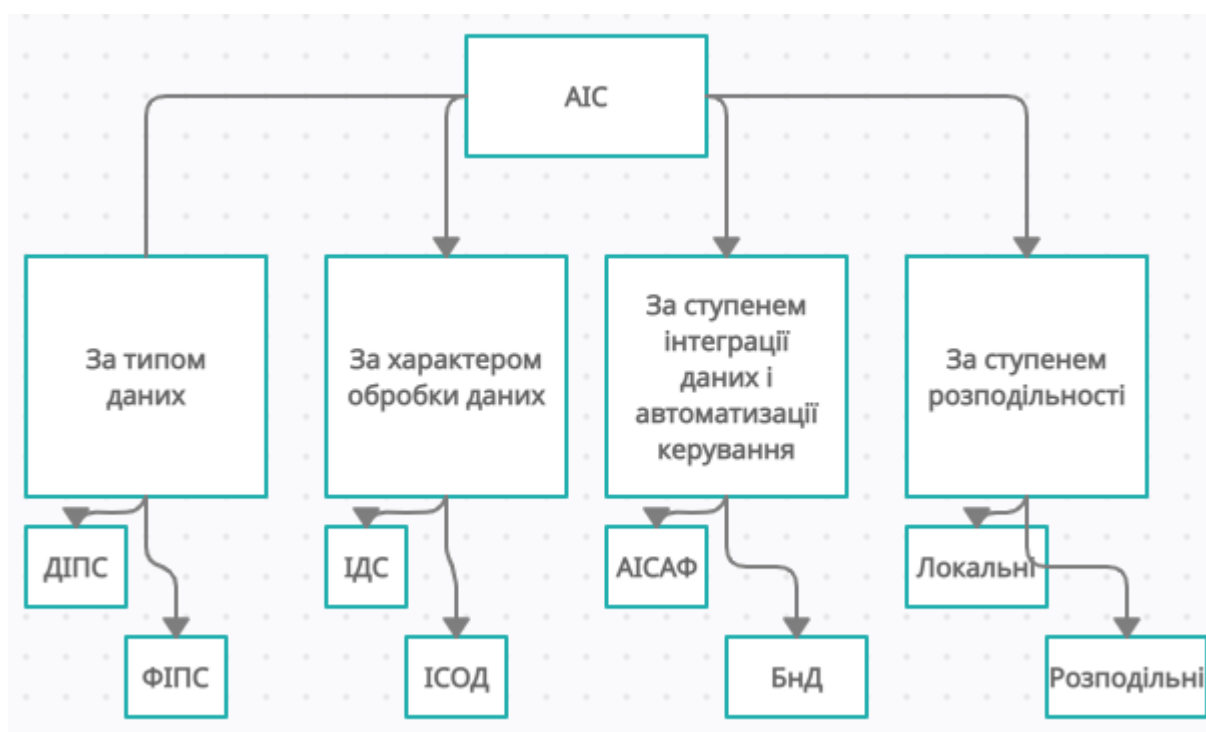 АІС
За типом
даних
За характером
обробки даних
За ступенем
інтеграції
даних і
автоматизації
керування
За ступенем
розподільності
ДІПС
ІДС
АІСАФ
Локальні
ФІПС
ІСОД
БнД
Розподільні